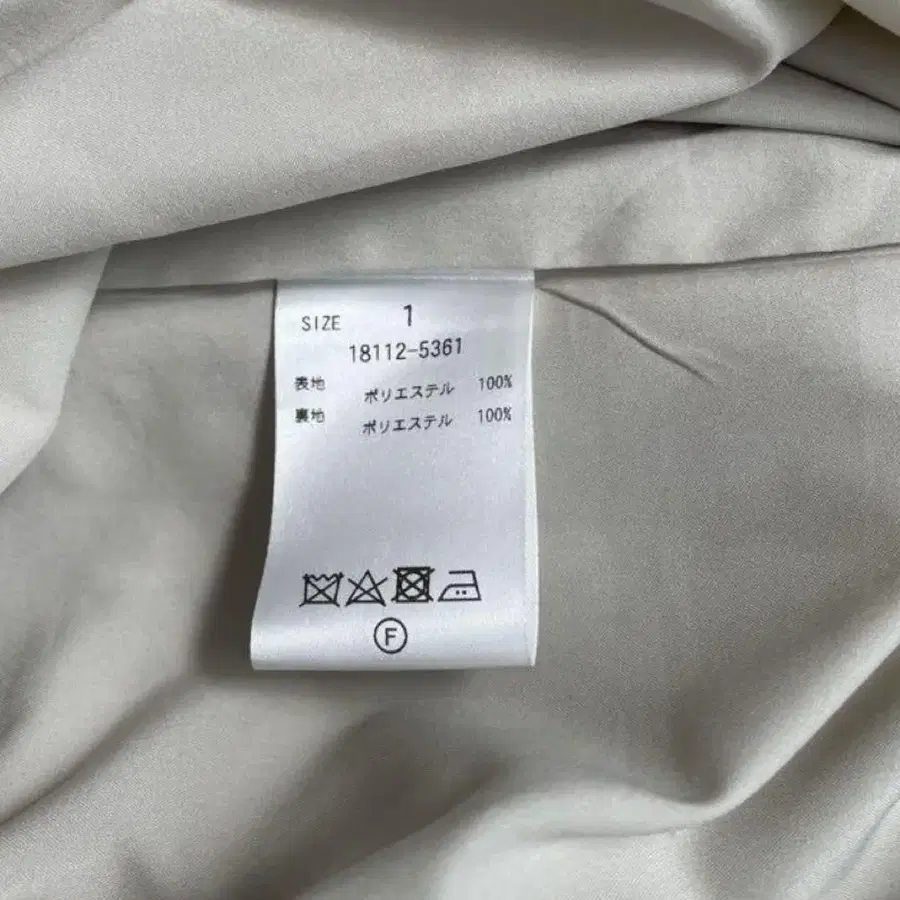 SIZE 1
18112-5361
表地 ポリエステル 100%
裏地 ポリエステル 100%
F